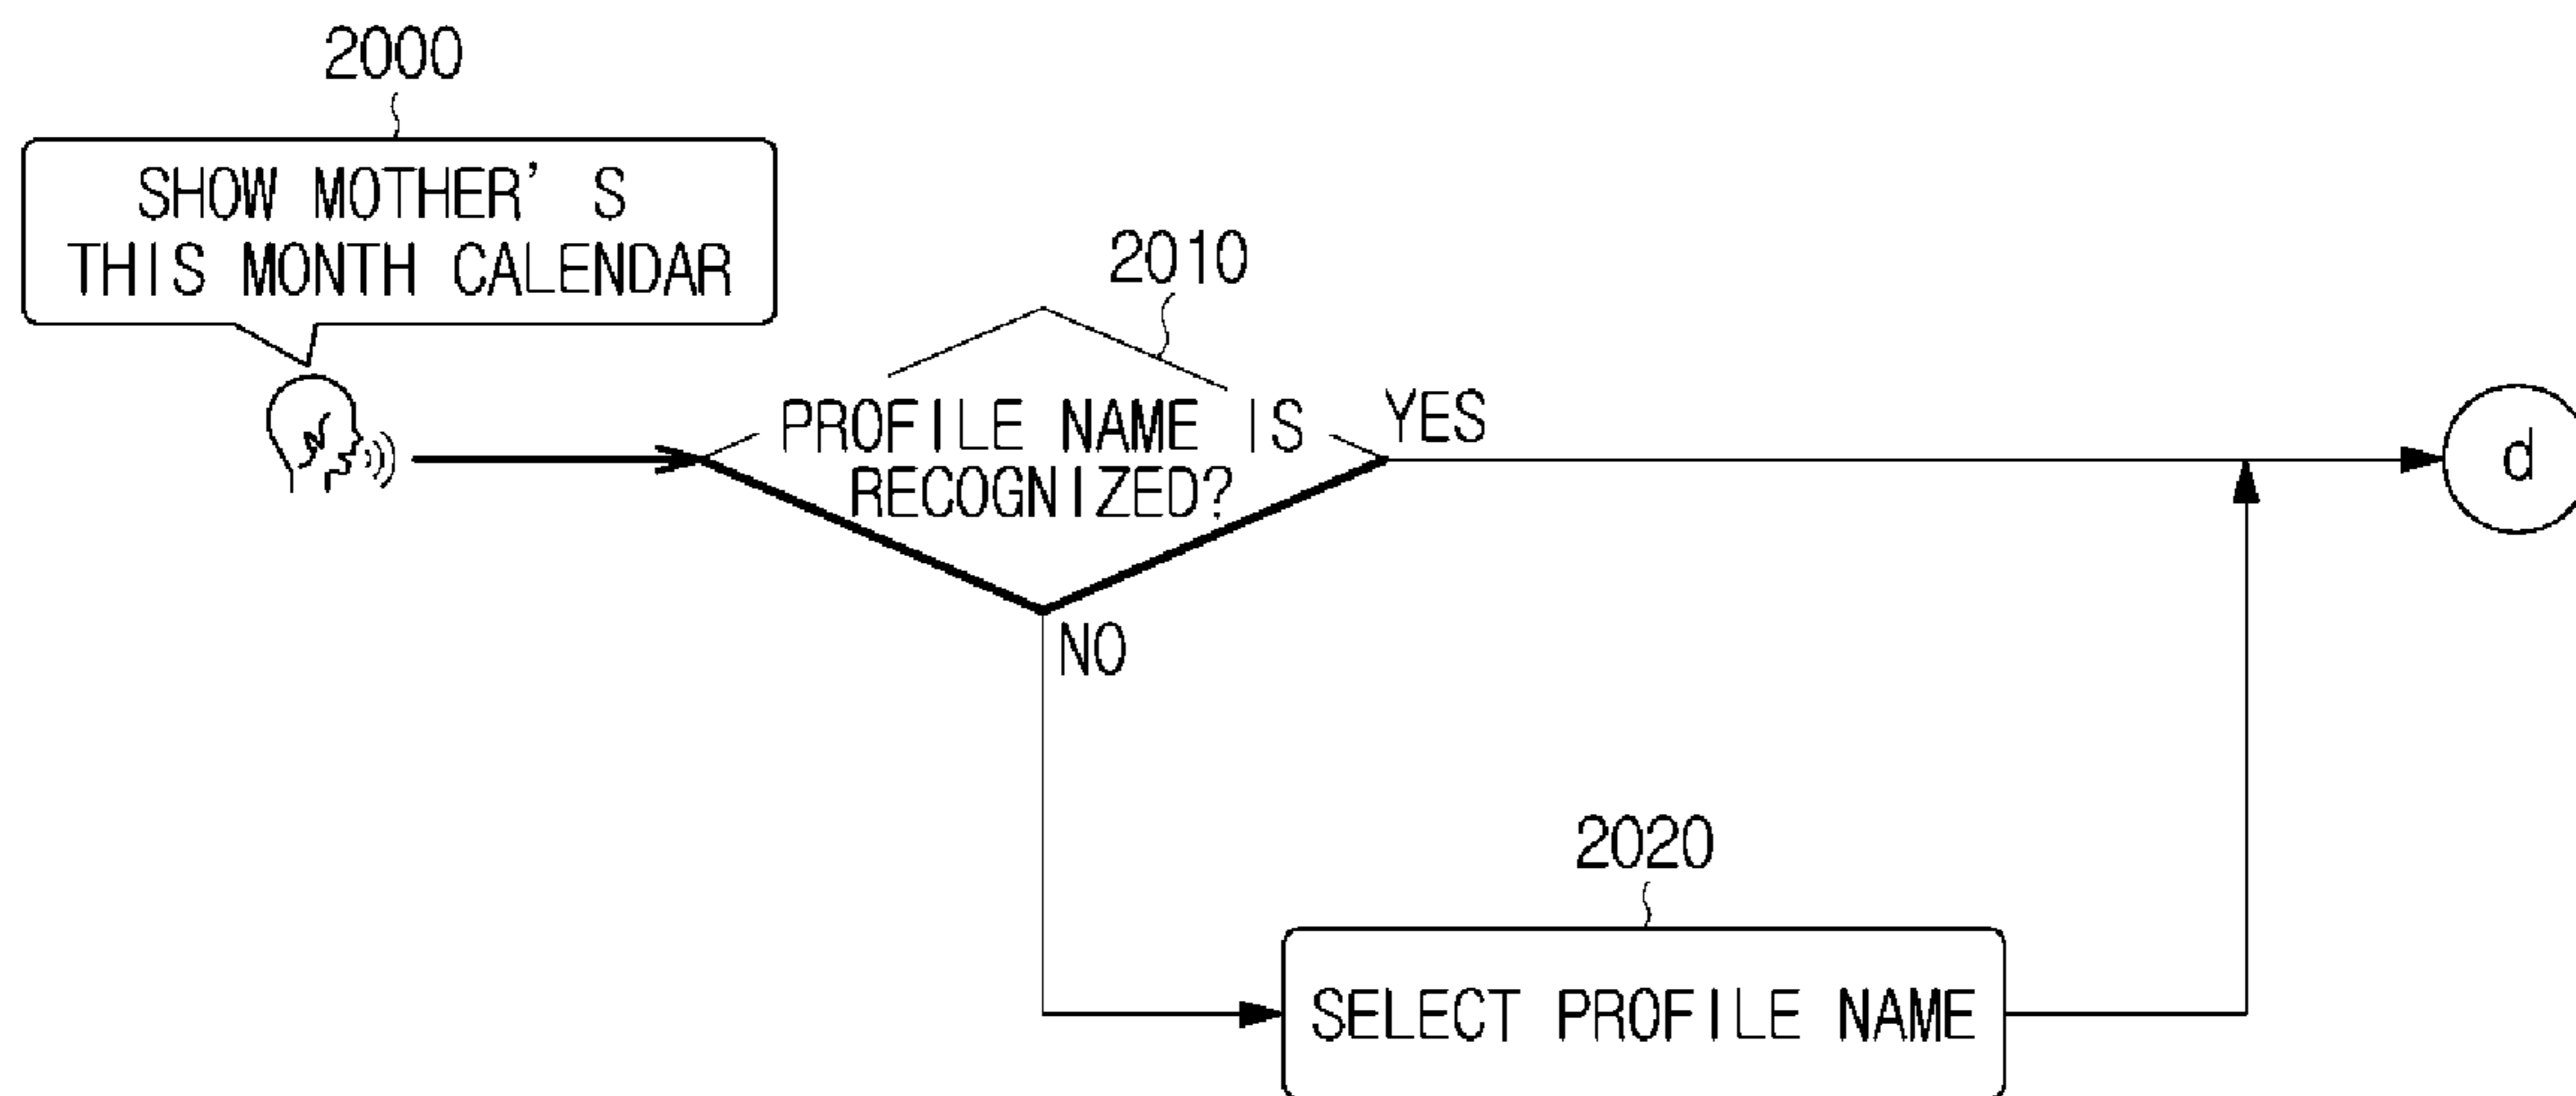 2000
SHOW MOTHER' S
THIS MONTH CALENDAR
2010
PROFILE NAME IS
RECOGNIZED?
YES
d
NO
2020
SELECT PROFILE NAME